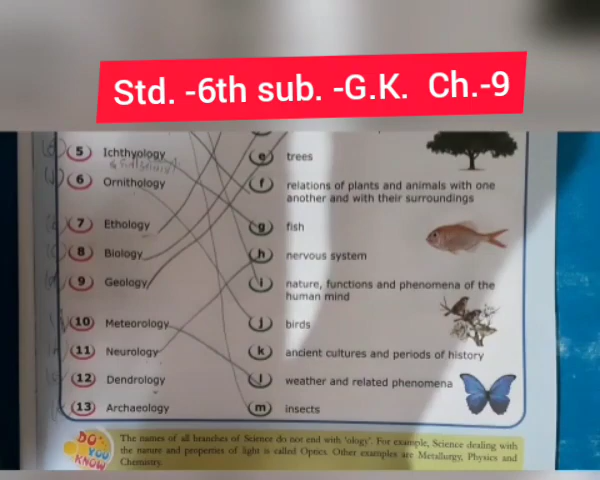 Std. -6th sub. -G.K. Ch.-9
5 Ichthyology
e trees
6 Ornithology
f relations of plants and animals with one
another and with their surroundings
7 Ethology
g fish
8 Biology
h nervous system
9 Geology
i nature, functions and phenomena of the
human mind
10 Meteorology
j birds
11 Neurology
k ancient cultures and periods of history
12 Dendrology
l weather and related phenomena
13 Archaeology
m insects
DO YOU KNOW
The names of all branches of Science do not end with 'ology'. For example, Science dealing with
the nature and properties of light is called Optics. Other examples are Metallurgy, Physics and
Chemistry.